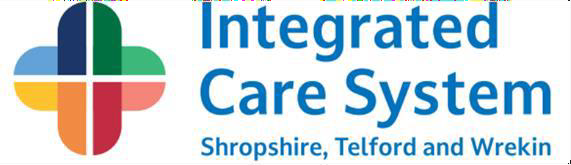 Integrated
Care System
Shropshire, Telford and Wrekin